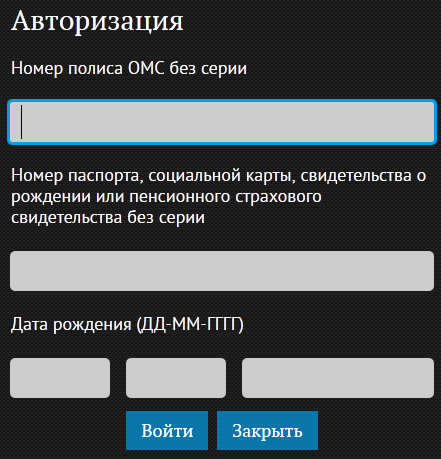 Авторизация
Номер полиса ОМС без серии
Номер паспорта, социальной карты, свидетельства о
рождении или пенсионного страхового
свидетельства без серии
Дата рождения (ДД-ММ-ГГГГ)
Войти Закрыть